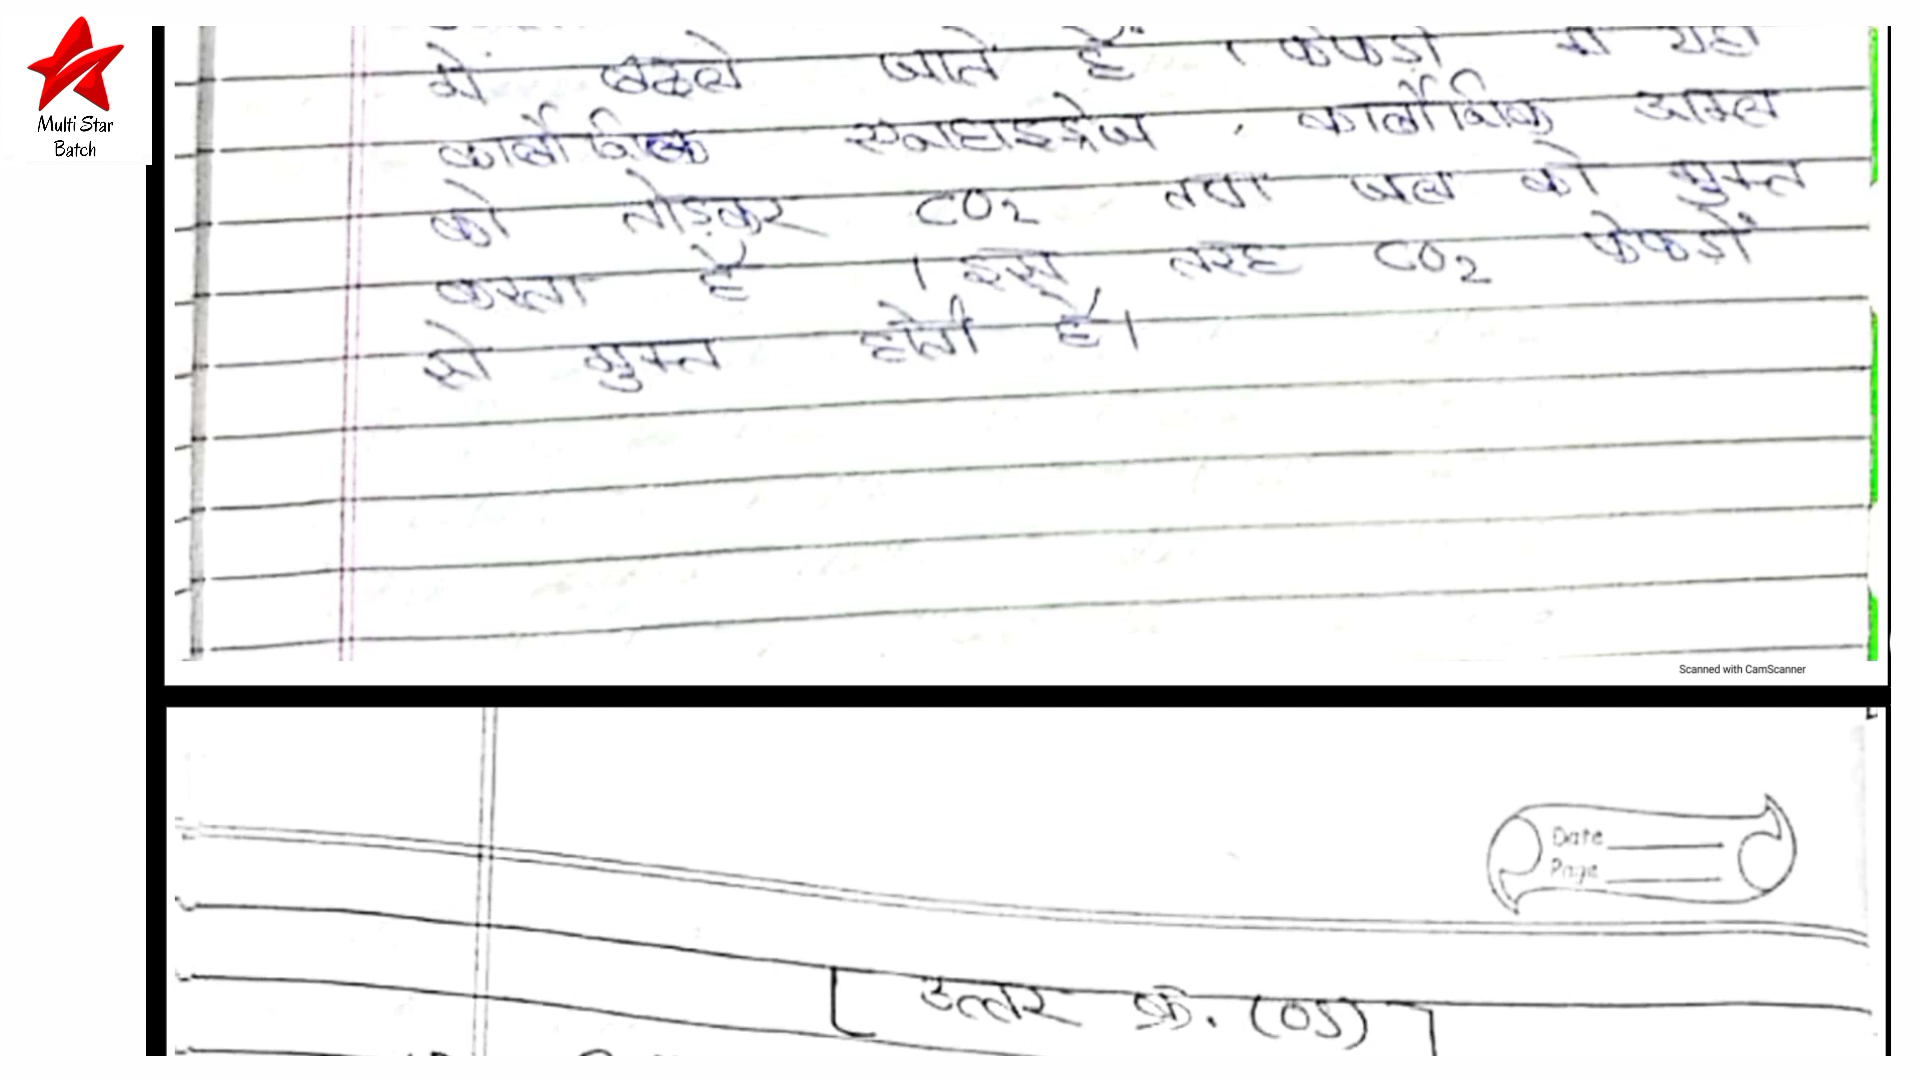 Multi Star
Batch
में बदले जाते हैं । फेफड़ो में यही
कार्बोनिक एनहाइड्रेज , कार्बोनिक अम्ल
को तोड़कर CO2 तथा जल को मुक्त
करता है । इस तरह CO2 फेफड़ों
से मुक्त होती है।
Scanned with CamScanner
Date
Page
उत्तर क्र. (05)